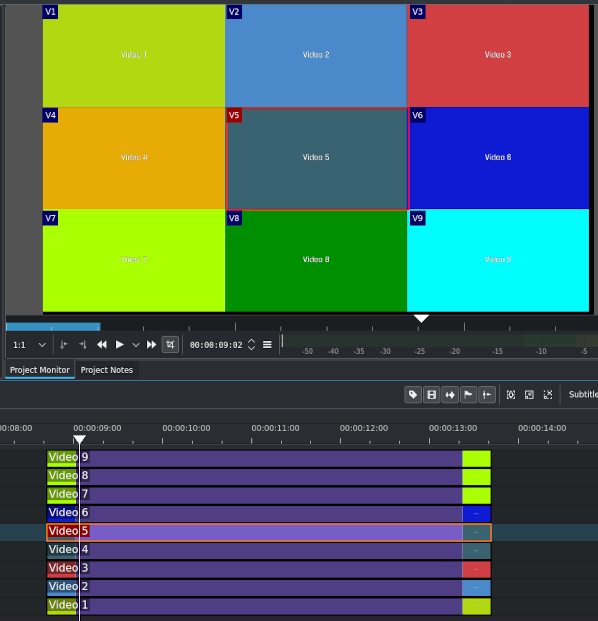 V1 V2 V3
Video 1 Video 2 Video 3
V4 V5 V6
Video 4 Video 5 Video 6
V7 V8 V9
Video 7 Video 8 Video 9
1:1 00:00:09:02 -50 -40 -35 -30 -25 -20 -15 -10 -5
Project Monitor Project Notes
Subtitle
00:08:00 00:00:09:00 00:00:10:00 00:00:11:00 00:00:12:00 00:00:13:00 00:00:14:00
Video 9
Video 8
Video 7
Video 6
Video 5
Video 4
Video 3
Video 2
Video 1